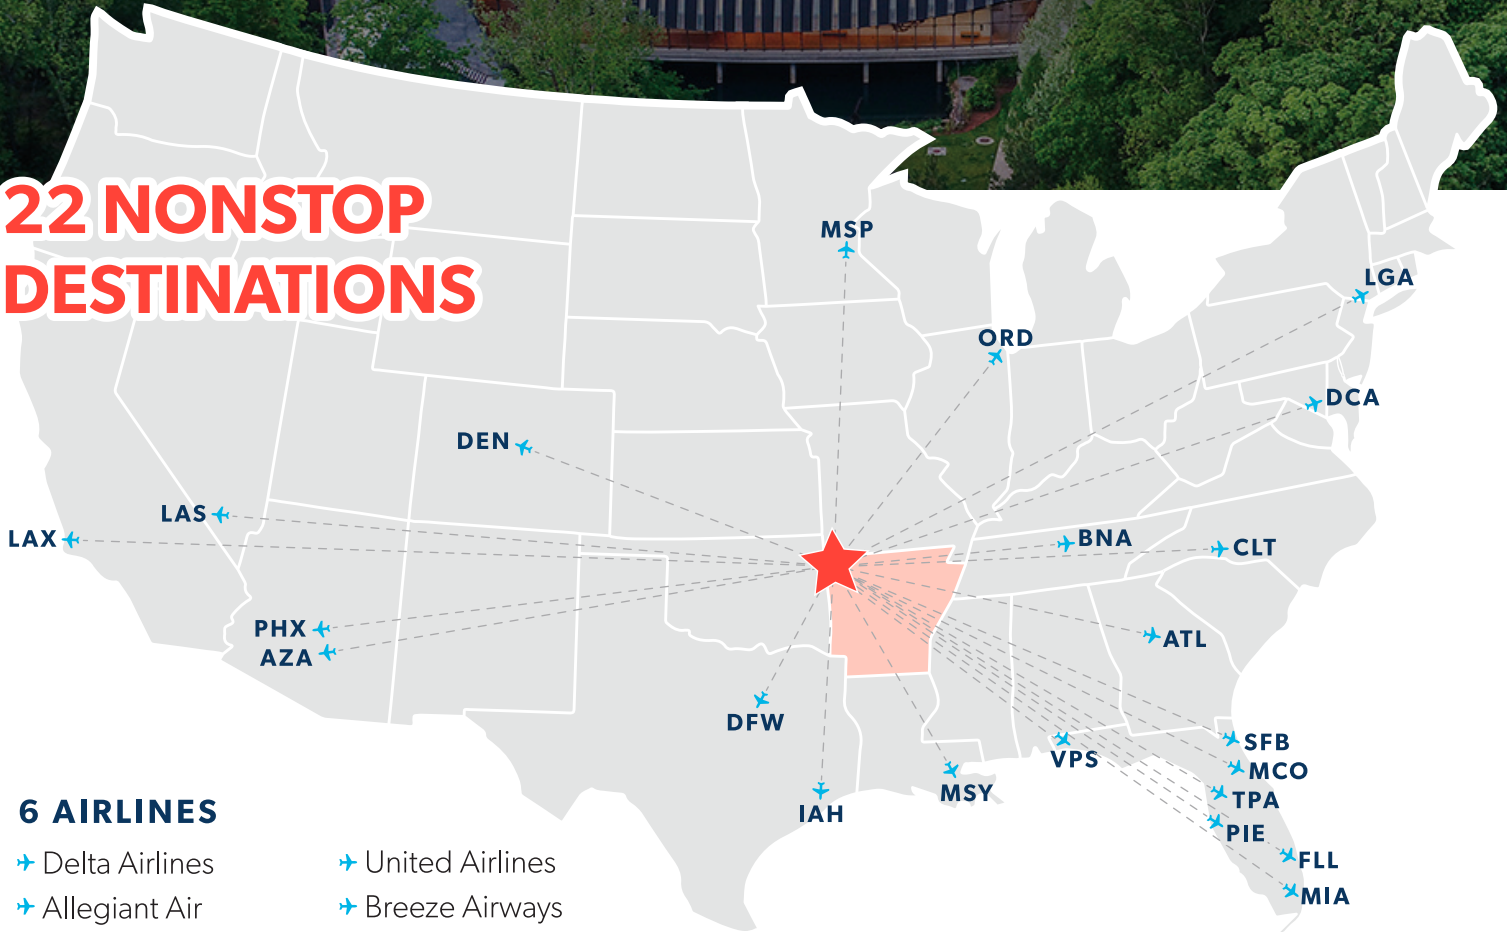 22 NONSTOP
DESTINATIONS
MSP
LGA
ORD
DCA
DEN
LAS
LAX
BNA
CLT
PHX
AZA
ATL
DFW
SFB
VPS
MCO
MSY
TPA
IAH
PIE
FLL
MIA
6 AIRLINES
Delta Airlines
United Airlines
Allegiant Air
Breeze Airways